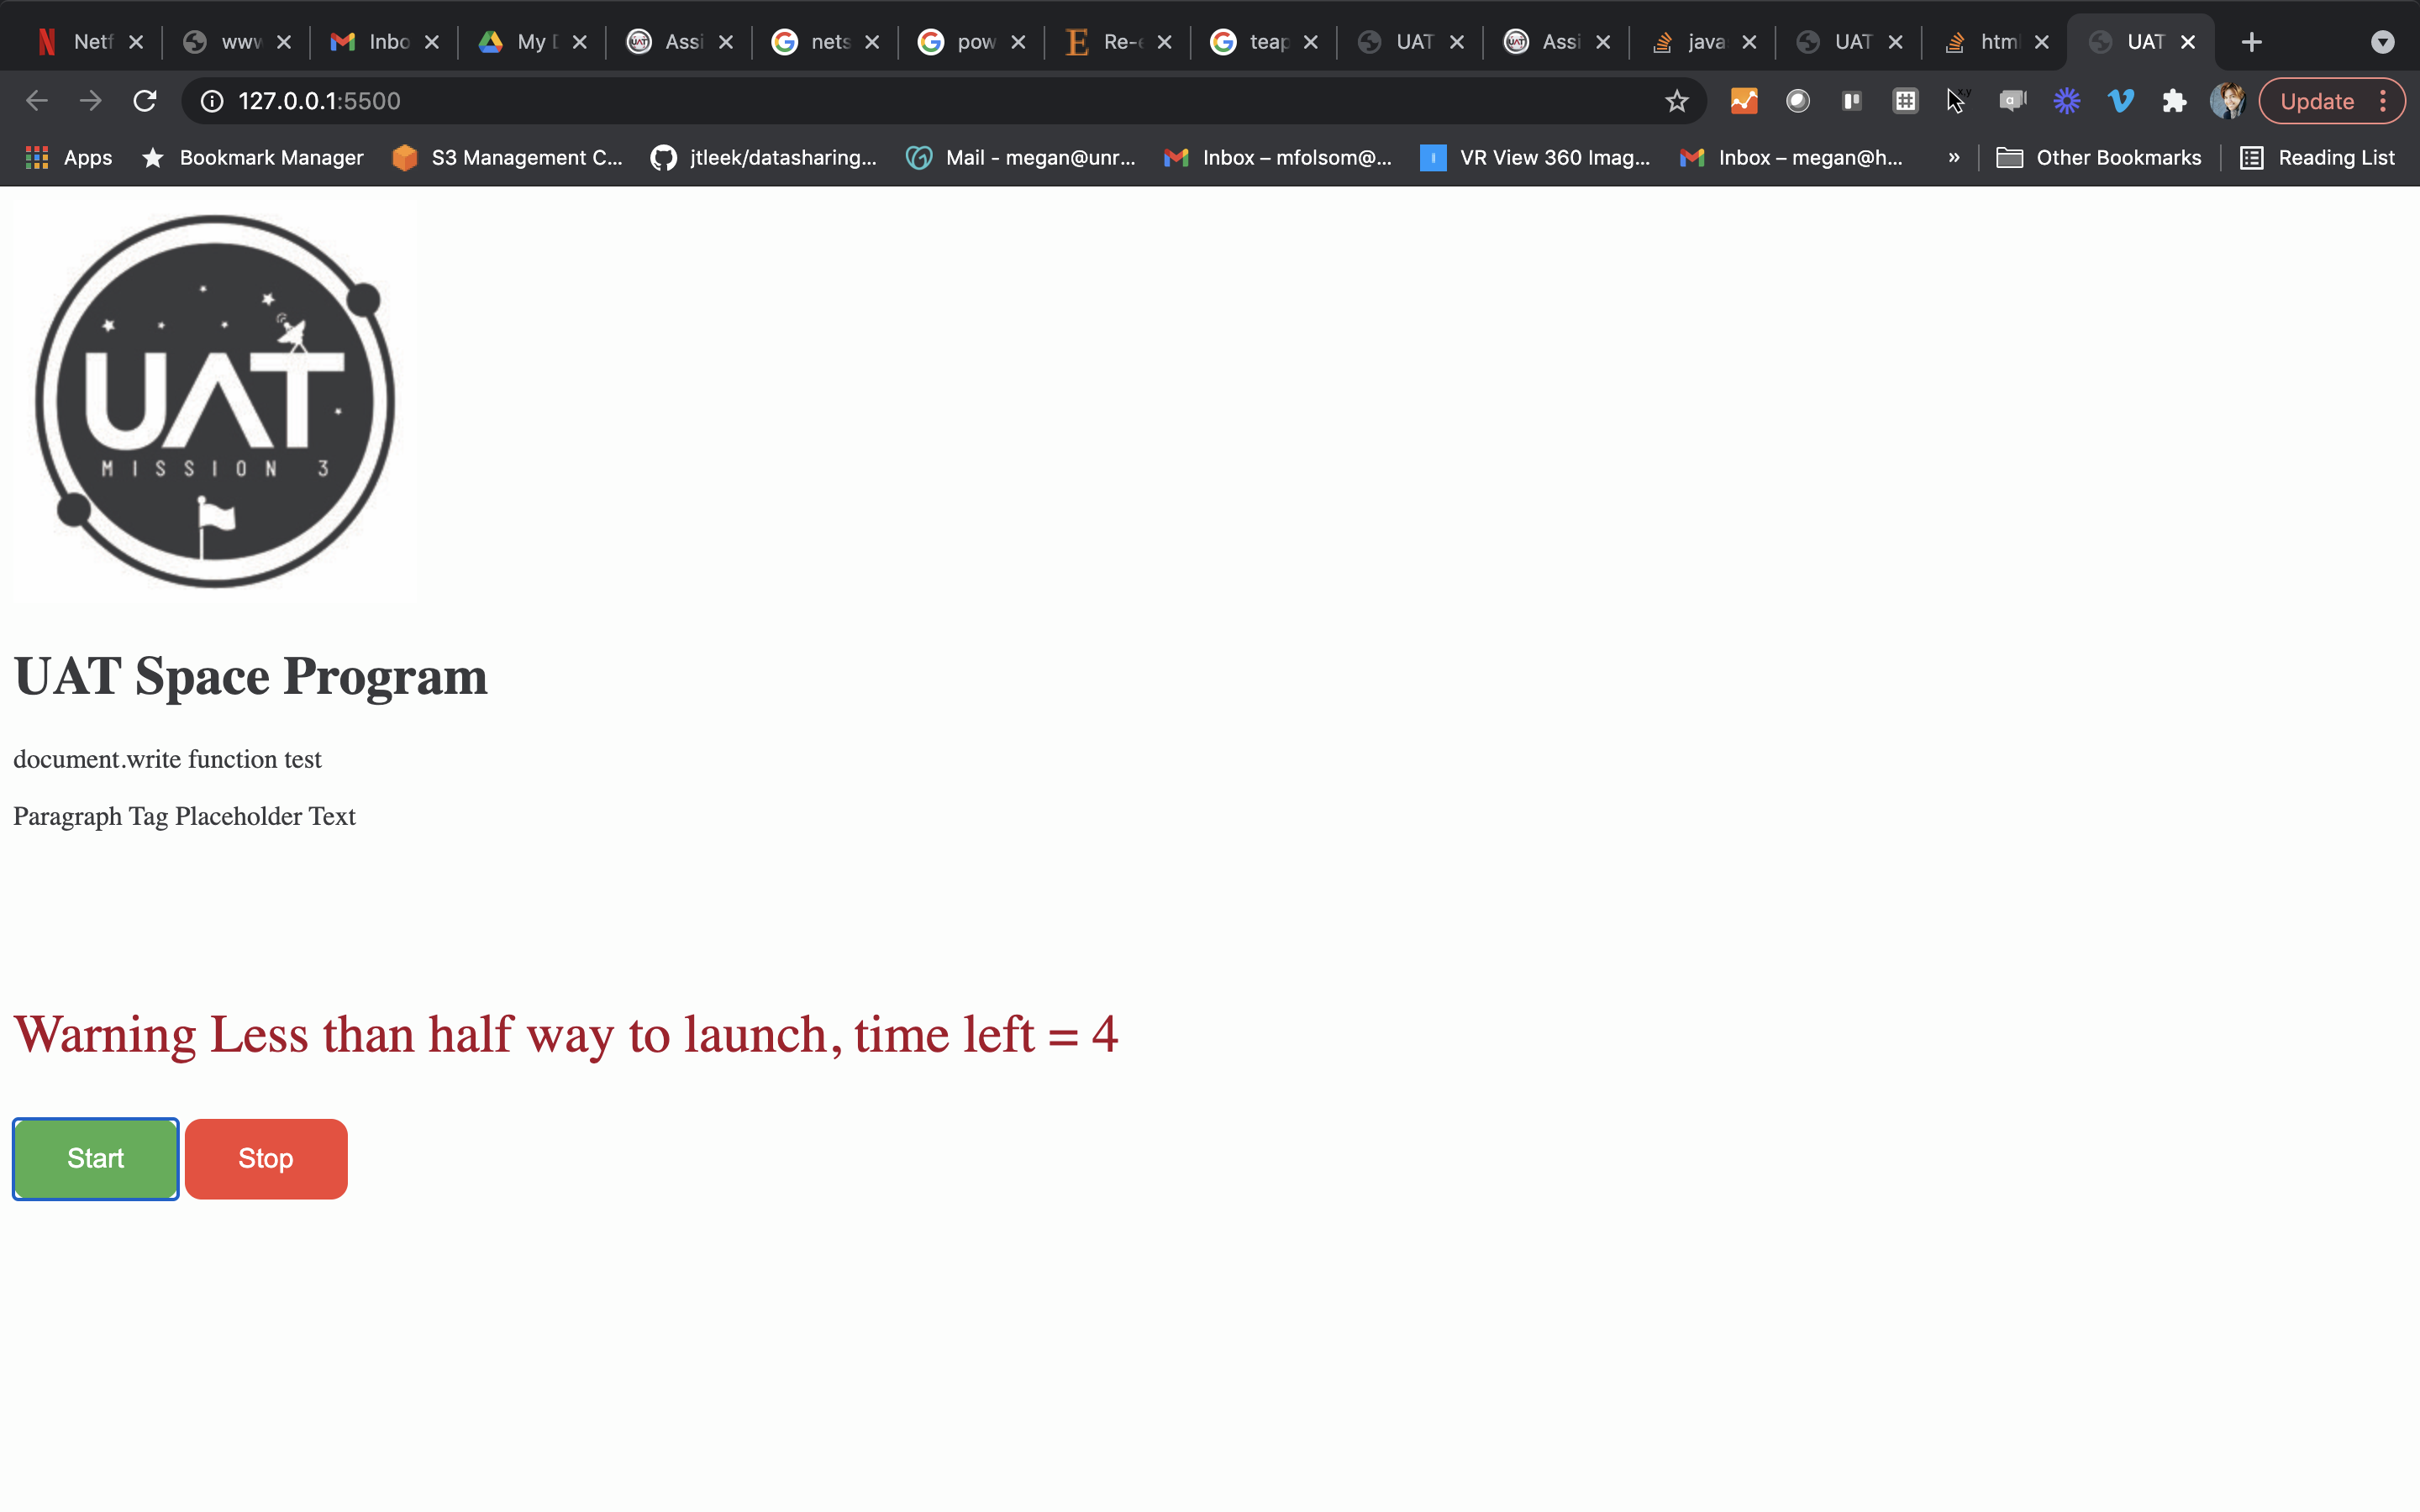 Netf www Inbo My D Assi nets pow Re-e teap UAT Assi java UAT html UAT
127.0.0.1:5500 Update
Apps Bookmark Manager S3 Management C... jtleek/datasharing... Mail - megan@unr... Inbox – mfolsom@... VR View 360 Imag... Inbox – megan@h... » Other Bookmarks Reading List
UAT
MISSION 3
UAT Space Program
document.write function test
Paragraph Tag Placeholder Text
Warning Less than half way to launch, time left = 4
Start Stop